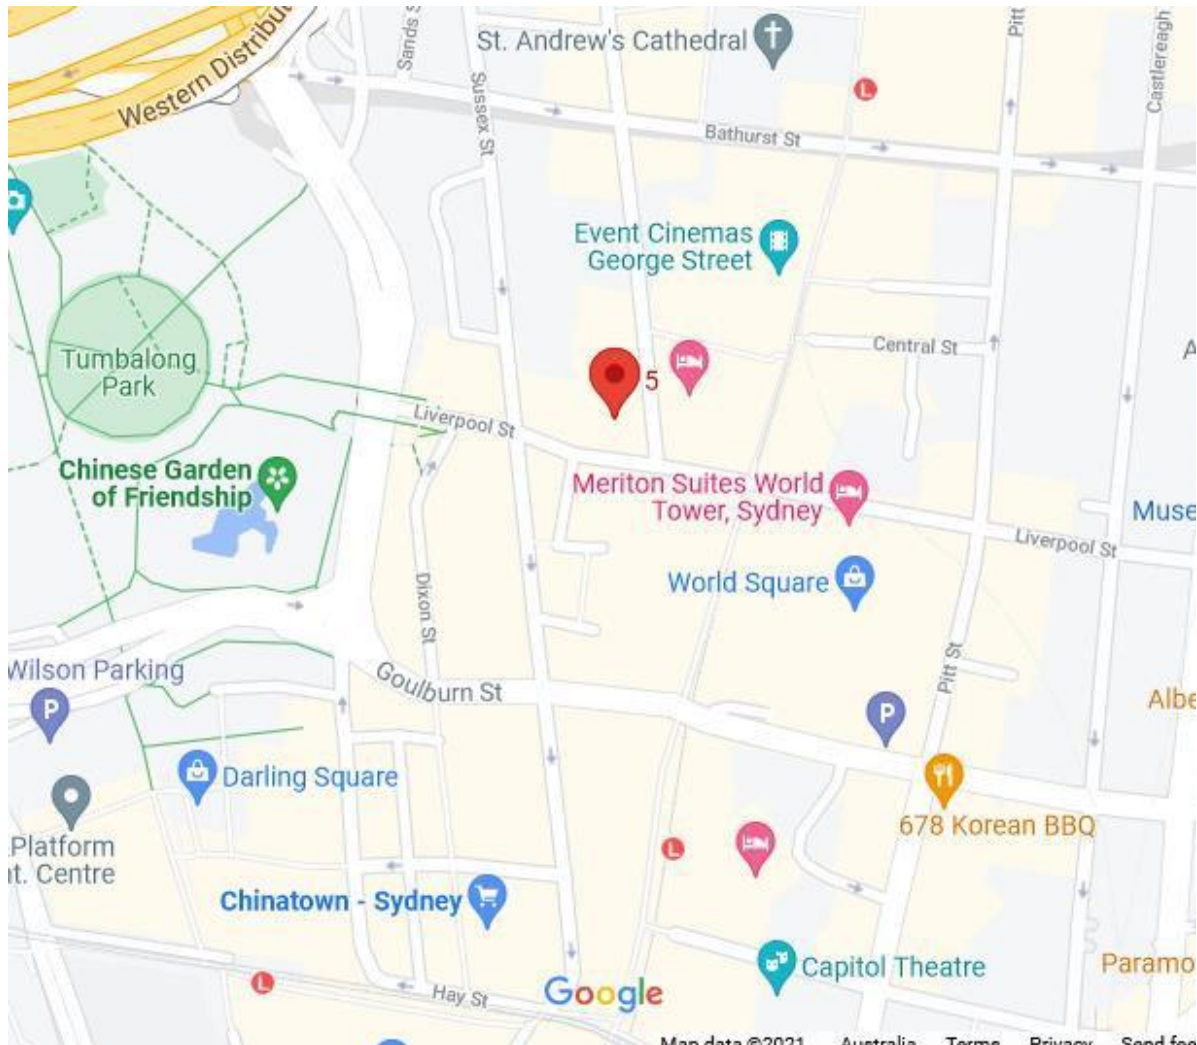 St. Andrew's Cathedral
Sands S
Pitt
Castlereagh
Western Distribu
Sussex St
L
Bathurst St
Event Cinemas
George Street
Central St
A
Tumbalong
Park
5
Liverpool St
Chinese Garden
of Friendship
Meriton Suites World
Tower, Sydney
Muse
Liverpool St
World Square
Dixon St
Wilson Parking
P
Goulburn St
Pitt St
Albe
P
Darling Square
678 Korean BBQ
Platform
nt. Centre
L
Chinatown - Sydney
Capitol Theatre
Paramo
L
Hay St
Google
Map data ©2021
Australia
Terms
Privacy
Send fee